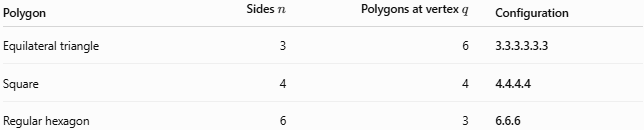 Polygon Sides n Polygons at vertex q Configuration
Equilateral triangle 3 6 3.3.3.3.3.3
Square 4 4 4.4.4.4
Regular hexagon 6 3 6.6.6